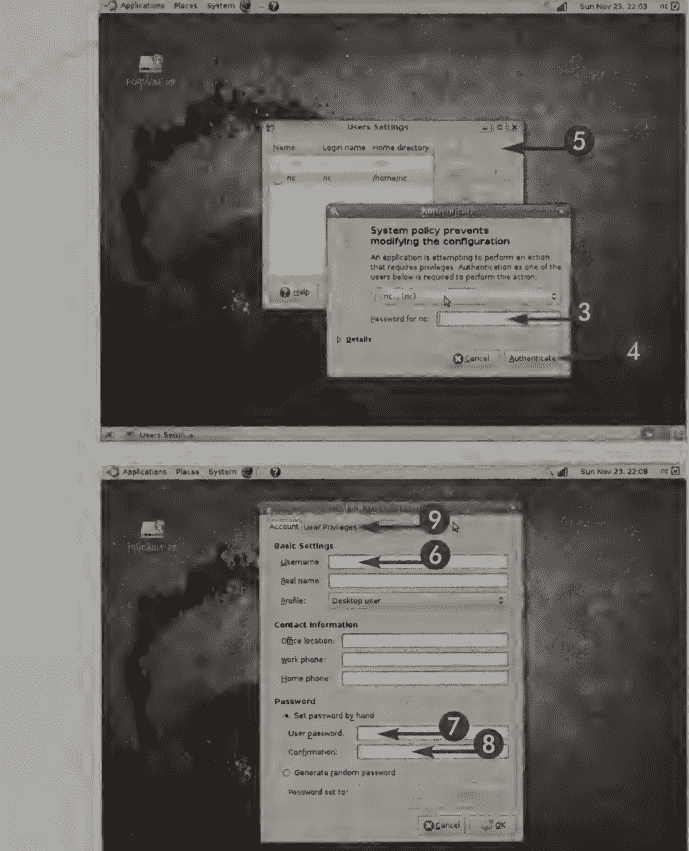 Applications Places System
Sun Nov 23, 22:03 nc
Users Settings
5
Name Login name Home directory
nc nc /home/nc
System policy prevents
modifying the configuration
An application is attempting to perform an action
that requires privileges. Authentication as one of the
users below is required to perform this action.
Help
(nc)
3
Password for nc:
Details
4
Cancel Authenticate
Users Settings
Applications Places System
Sun Nov 23, 22:08 nc
9
Account User Privileges
Basic Settings
6
Username
Real name
Profile: Desktop user
Contact Information
Office location:
Work phone:
Home phone:
Password
Set password by hand
7
User password:
8
Confirmation:
Generate random password
Password set to:
Cancel OK